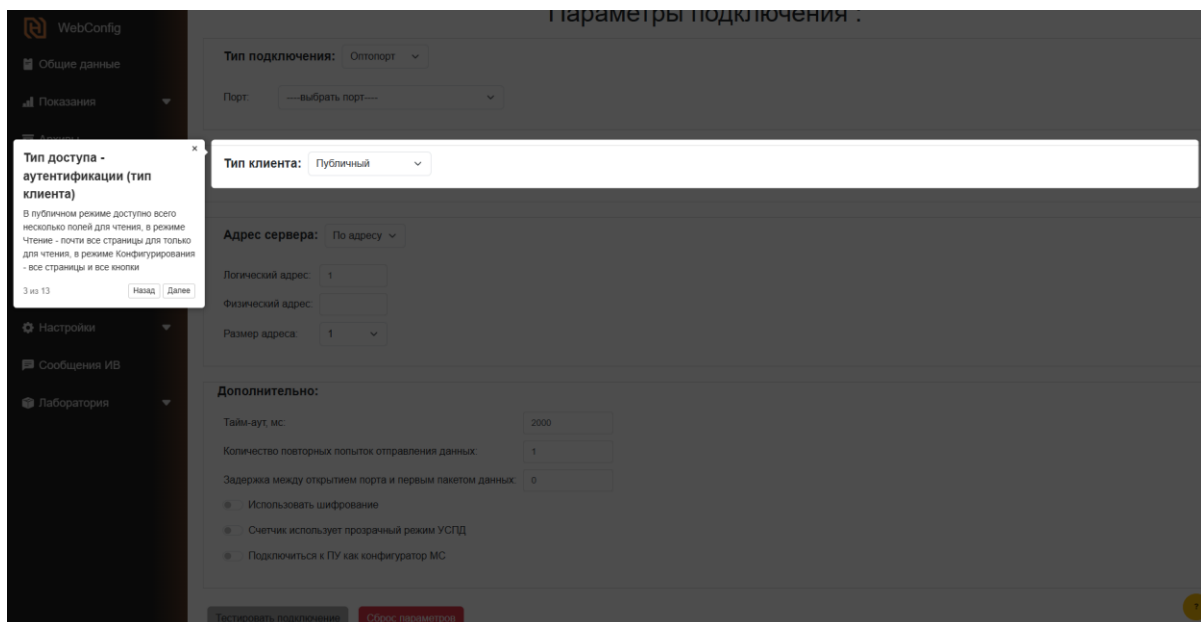 Параметры подключения :
WebConfig
Общие данные
Показания
Архивы
Тип подключения: Оптопорт
Порт: ----выбрать порт----
Тип доступа -
аутентификации (тип
клиента)
×
В публичном режиме доступно всего
несколько полей для чтения, в режиме
Чтение - почти все страницы для только
для чтения, в режиме Конфигурирования
- все страницы и все кнопки
3 из 13 Назад Далее
Тип клиента: Публичный
Адрес сервера: По адресу
Логический адрес: 1
Физический адрес:
Размер адреса: 1
Настройки
Сообщения ИВ
Лаборатория
Дополнительно:
Тайм-аут, мс: 2000
Количество повторных попыток отправления данных: 1
Задержка между открытием порта и первым пакетом данных: 0
Использовать шифрование
Счетчик использует прозрачный режим УСПД
Подключиться к ПУ как конфигуратор МС
Тестировать подключение Сброс параметров
?